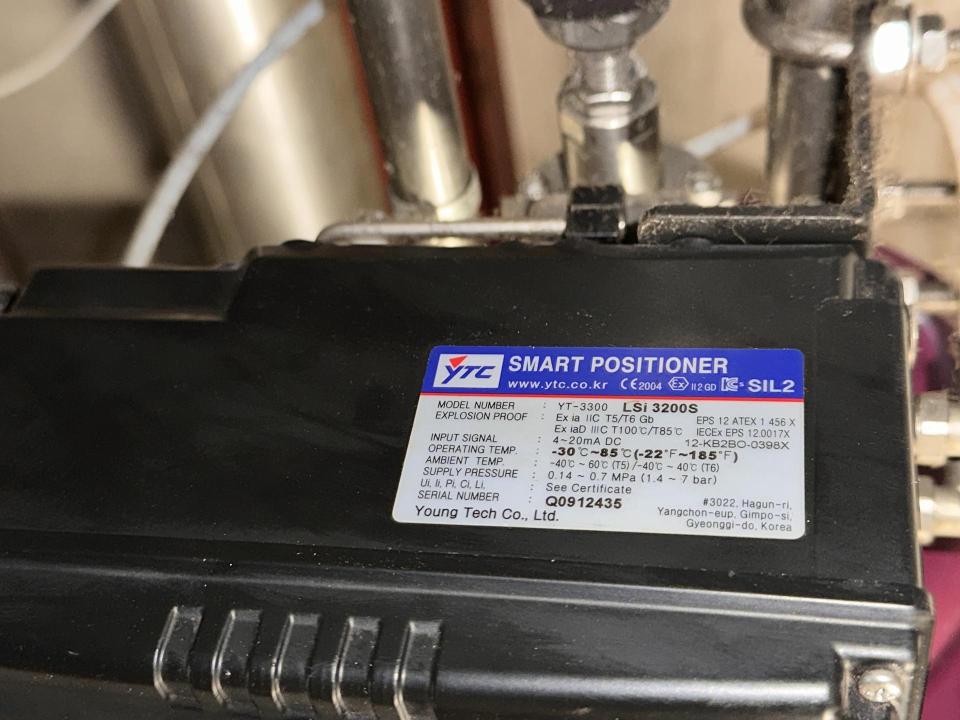 YTC SMART POSITIONER
www.ytc.co.kr CE2004 Ex II 2 GD KCs SIL2
MODEL NUMBER : YT-3300 LSi 3200S
EXPLOSION PROOF : Ex ia IIC T5/T6 Gb EPS 12 ATEX 1 456 X
Ex iaD IIIC T100℃/T85℃ IECEx EPS 12.0017X
INPUT SIGNAL : 4~20mA DC 12-KB2BO-0398X
OPERATING TEMP. : -30℃~85℃(-22℉~185℉)
AMBIENT TEMP. : -40℃ ~ 60℃ (T5) /-40℃ ~ 40℃ (T6)
SUPPLY PRESSURE : 0.14 ~ 0.7 MPa (1.4 ~ 7 bar)
Ui, Ii, Pi, Ci, Li, : See Certificate
SERIAL NUMBER : Q0912435
Young Tech Co., Ltd.
#3022, Hagun-ri,
Yangchon-eup, Gimpo-si,
Gyeonggi-do, Korea